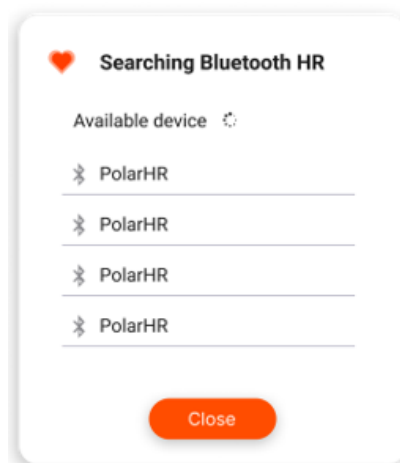 Searching Bluetooth HR
Available device
PolarHR
PolarHR
PolarHR
PolarHR
Close